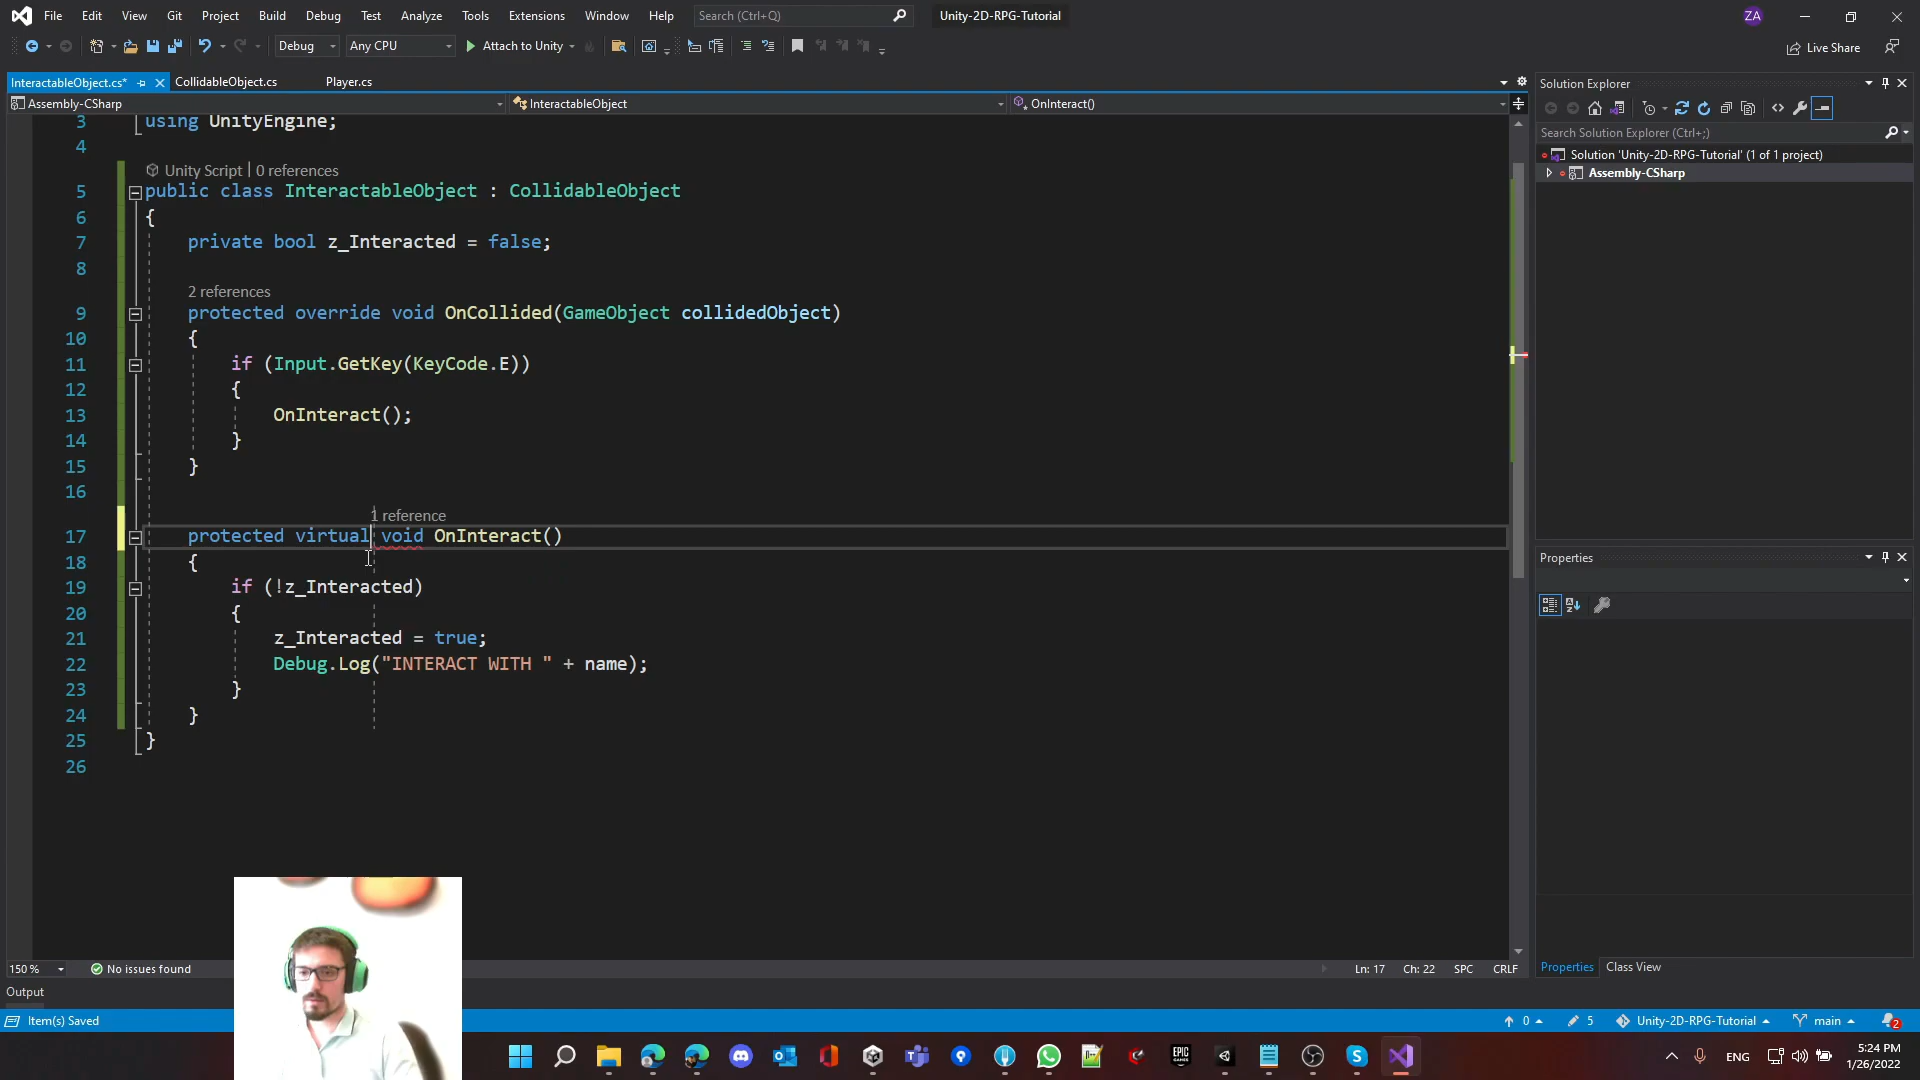 File Edit View Git Project Build Debug Test Analyze Tools Extensions Window Help Search (Ctrl+Q) Unity-2D-RPG-Tutorial ZA
Debug Any CPU Attach to Unity Live Share
InteractableObject.cs* CollidableObject.cs Player.cs
Assembly-CSharp InteractableObject OnInteract()
3 using UnityEngine;
4
Unity Script | 0 references
5 public class InteractableObject : CollidableObject
6 {
7 private bool z_Interacted = false;
8
2 references
9 protected override void OnCollided(GameObject collidedObject)
10 {
11 if (Input.GetKey(KeyCode.E))
12 {
13 OnInteract();
14 }
15 }
16
1 reference
17 protected virtual void OnInteract()
18 {
19 if (!z_Interacted)
20 {
21 z_Interacted = true;
22 Debug.Log("INTERACT WITH " + name);
23 }
24 }
25 }
26
150 % No issues found Ln: 17 Ch: 22 SPC CRLF
Output
Item(s) Saved 0 5 Unity-2D-RPG-Tutorial main 2
Solution Explorer
Search Solution Explorer (Ctrl+;)
Solution 'Unity-2D-RPG-Tutorial' (1 of 1 project)
Assembly-CSharp
Properties
Properties Class View
EPIC GAMES
ENG
5:24 PM
1/26/2022